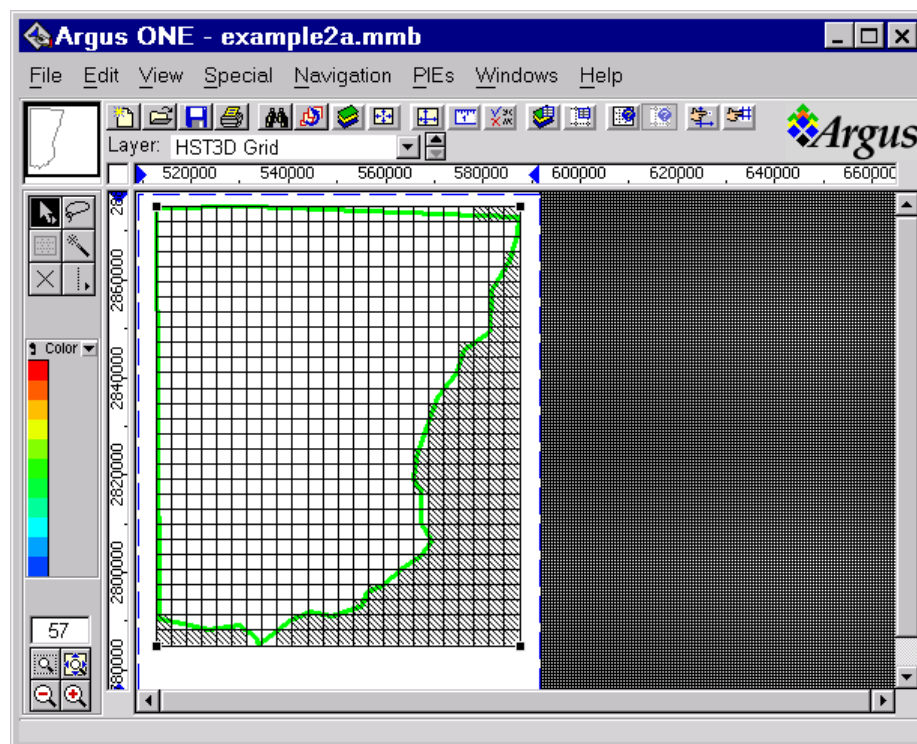 Argus ONE - example2a.mmb
File Edit View Special Navigation PIEs Windows Help
Layer: HST3D Grid
Argus
520000 540000 560000 580000 600000 620000 640000 66000
2860000
2840000
2820000
2800000
Color
57